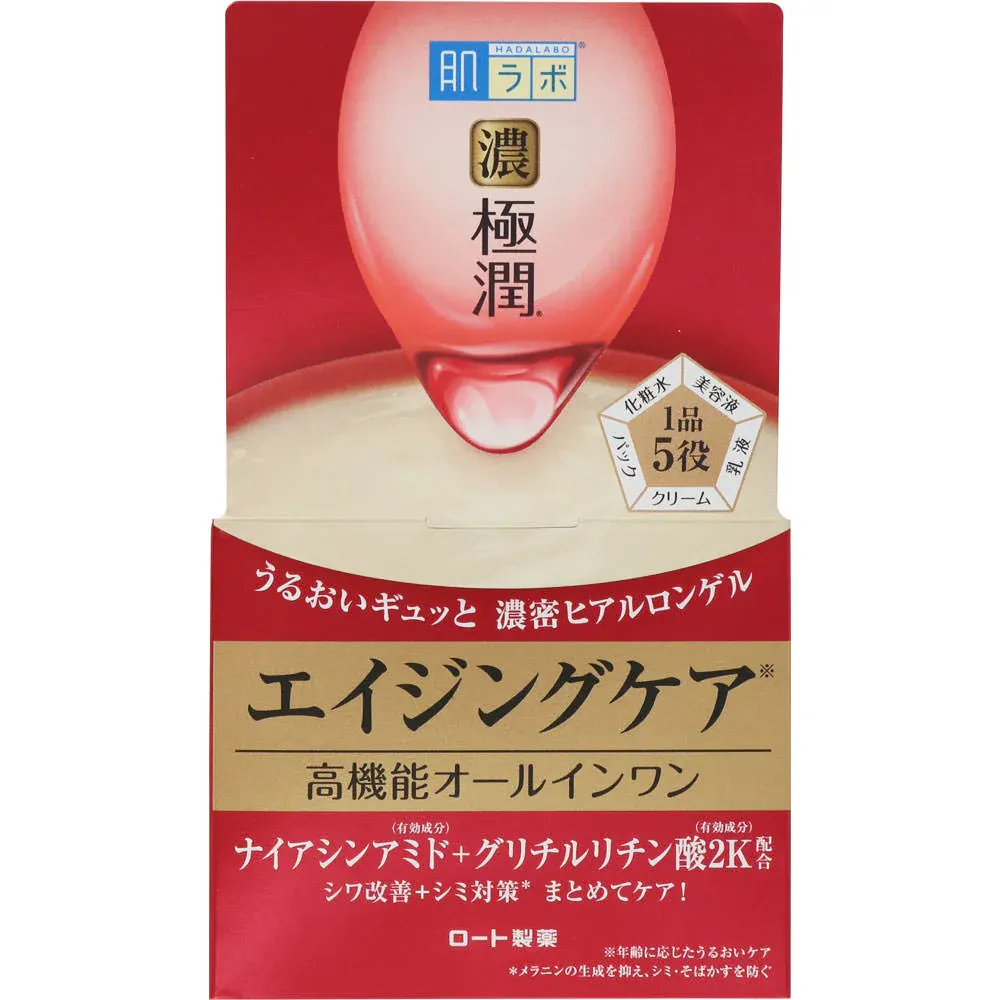 HADALABO®
肌ラボ
濃
極潤®
化粧水
美容液
乳液
クリーム
パック
1品
5役
うるおいギュッと 濃密ヒアルロンゲル
エイジングケア※
高機能オールインワン
(有効成分) (有効成分)
ナイアシンアミド+グリチルリチン酸2K配合
シワ改善+シミ対策* まとめてケア!
ロート製薬
※年齢に応じたうるおいケア
*メラニンの生成を抑え、シミ・そばかすを防ぐ